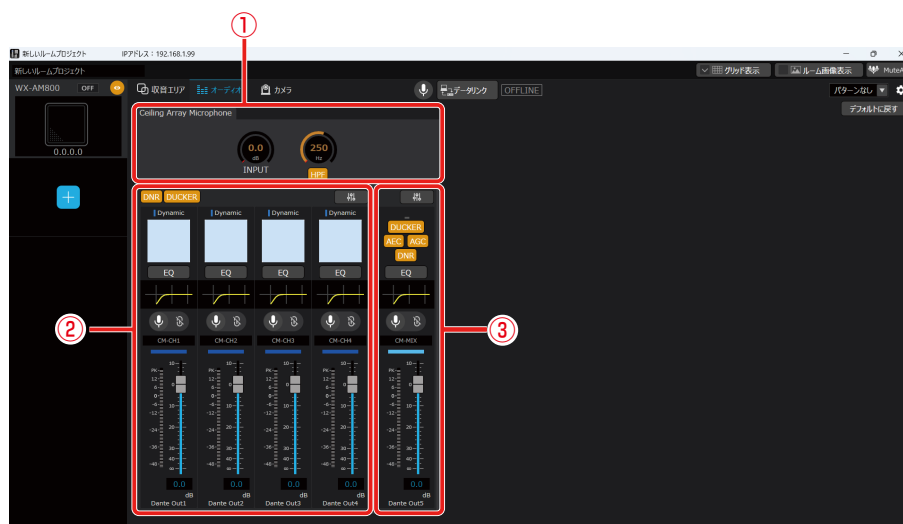 ①
新しいルームプロジェクト IPアドレス：192.168.1.99
新しいルームプロジェクト グリッド表示 ルーム画像表示 MuteA
WX-AM800 OFF 収音エリア オーディオ カメラ データリンク OFFLINE パターンなし
デフォルトに戻す
Ceiling Array Microphone
0.0.0.0
0.0 dB 250 Hz
INPUT HPF
DNR DUCKER
Dynamic Dynamic Dynamic Dynamic
DUCKER
AEC AGC
DNR
EQ EQ EQ EQ EQ
② ③
CM-CH1 CM-CH2 CM-CH3 CM-CH4 CM-MIX
0.0 0.0 0.0 0.0 0.0
dB dB dB dB dB
Dante Out1 Dante Out2 Dante Out3 Dante Out4 Dante Out5